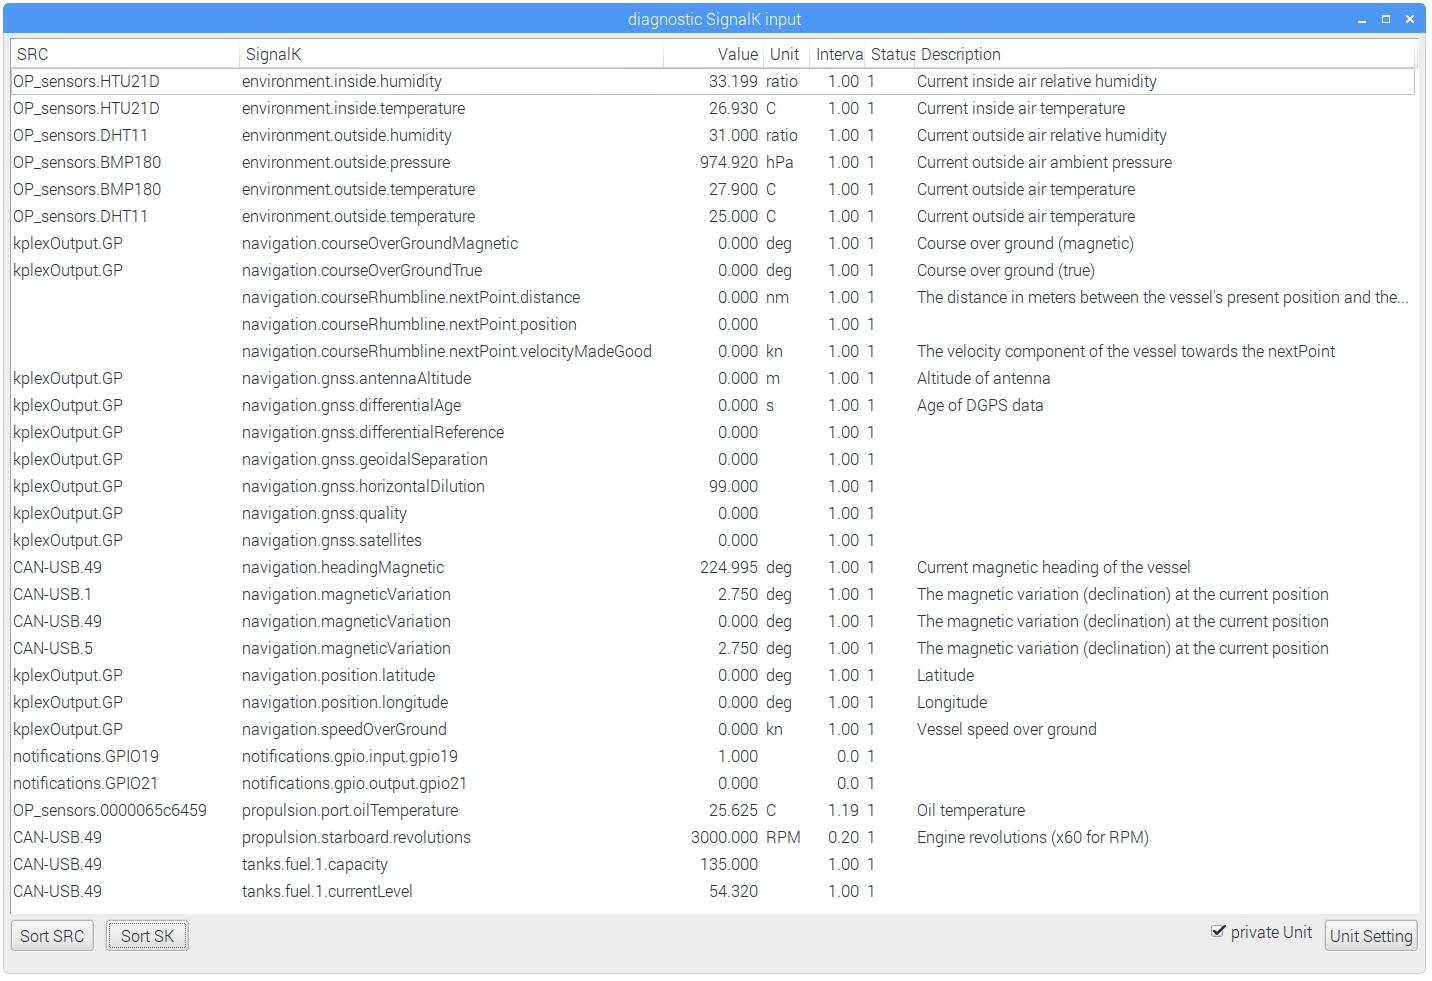 diagnostic SignalK input
SRC SignalK Value Unit Interva Status Description
OP_sensors.HTU21D environment.inside.humidity 33.199 ratio 1.00 1 Current inside air relative humidity
OP_sensors.HTU21D environment.inside.temperature 26.930 C 1.00 1 Current inside air temperature
OP_sensors.DHT11 environment.outside.humidity 31.000 ratio 1.00 1 Current outside air relative humidity
OP_sensors.BMP180 environment.outside.pressure 974.920 hPa 1.00 1 Current outside air ambient pressure
OP_sensors.BMP180 environment.outside.temperature 27.900 C 1.00 1 Current outside air temperature
OP_sensors.DHT11 environment.outside.temperature 25.000 C 1.00 1 Current outside air temperature
kplexOutput.GP navigation.courseOverGroundMagnetic 0.000 deg 1.00 1 Course over ground (magnetic)
kplexOutput.GP navigation.courseOverGroundTrue 0.000 deg 1.00 1 Course over ground (true)
navigation.courseRhumbline.nextPoint.distance 0.000 nm 1.00 1 The distance in meters between the vessel's present position and the...
navigation.courseRhumbline.nextPoint.position 0.000 1.00 1
navigation.courseRhumbline.nextPoint.velocityMadeGood 0.000 kn 1.00 1 The velocity component of the vessel towards the nextPoint
kplexOutput.GP navigation.gnss.antennaAltitude 0.000 m 1.00 1 Altitude of antenna
kplexOutput.GP navigation.gnss.differentialAge 0.000 s 1.00 1 Age of DGPS data
kplexOutput.GP navigation.gnss.differentialReference 0.000 1.00 1
kplexOutput.GP navigation.gnss.geoidalSeparation 0.000 1.00 1
kplexOutput.GP navigation.gnss.horizontalDilution 99.000 1.00 1
kplexOutput.GP navigation.gnss.quality 0.000 1.00 1
kplexOutput.GP navigation.gnss.satellites 0.000 1.00 1
CAN-USB.49 navigation.headingMagnetic 224.995 deg 1.00 1 Current magnetic heading of the vessel
CAN-USB.1 navigation.magneticVariation 2.750 deg 1.00 1 The magnetic variation (declination) at the current position
CAN-USB.49 navigation.magneticVariation 0.000 deg 1.00 1 The magnetic variation (declination) at the current position
CAN-USB.5 navigation.magneticVariation 2.750 deg 1.00 1 The magnetic variation (declination) at the current position
kplexOutput.GP navigation.position.latitude 0.000 deg 1.00 1 Latitude
kplexOutput.GP navigation.position.longitude 0.000 deg 1.00 1 Longitude
kplexOutput.GP navigation.speedOverGround 0.000 kn 1.00 1 Vessel speed over ground
notifications.GPIO19 notifications.gpio.input.gpio19 1.000 0.0 1
notifications.GPIO21 notifications.gpio.output.gpio21 0.000 0.0 1
OP_sensors.0000065c6459 propulsion.port.oilTemperature 25.625 C 1.19 1 Oil temperature
CAN-USB.49 propulsion.starboard.revolutions 3000.000 RPM 0.20 1 Engine revolutions (x60 for RPM)
CAN-USB.49 tanks.fuel.1.capacity 135.000 1.00 1
CAN-USB.49 tanks.fuel.1.currentLevel 54.320 1.00 1
Sort SRC Sort SK private Unit Unit Setting